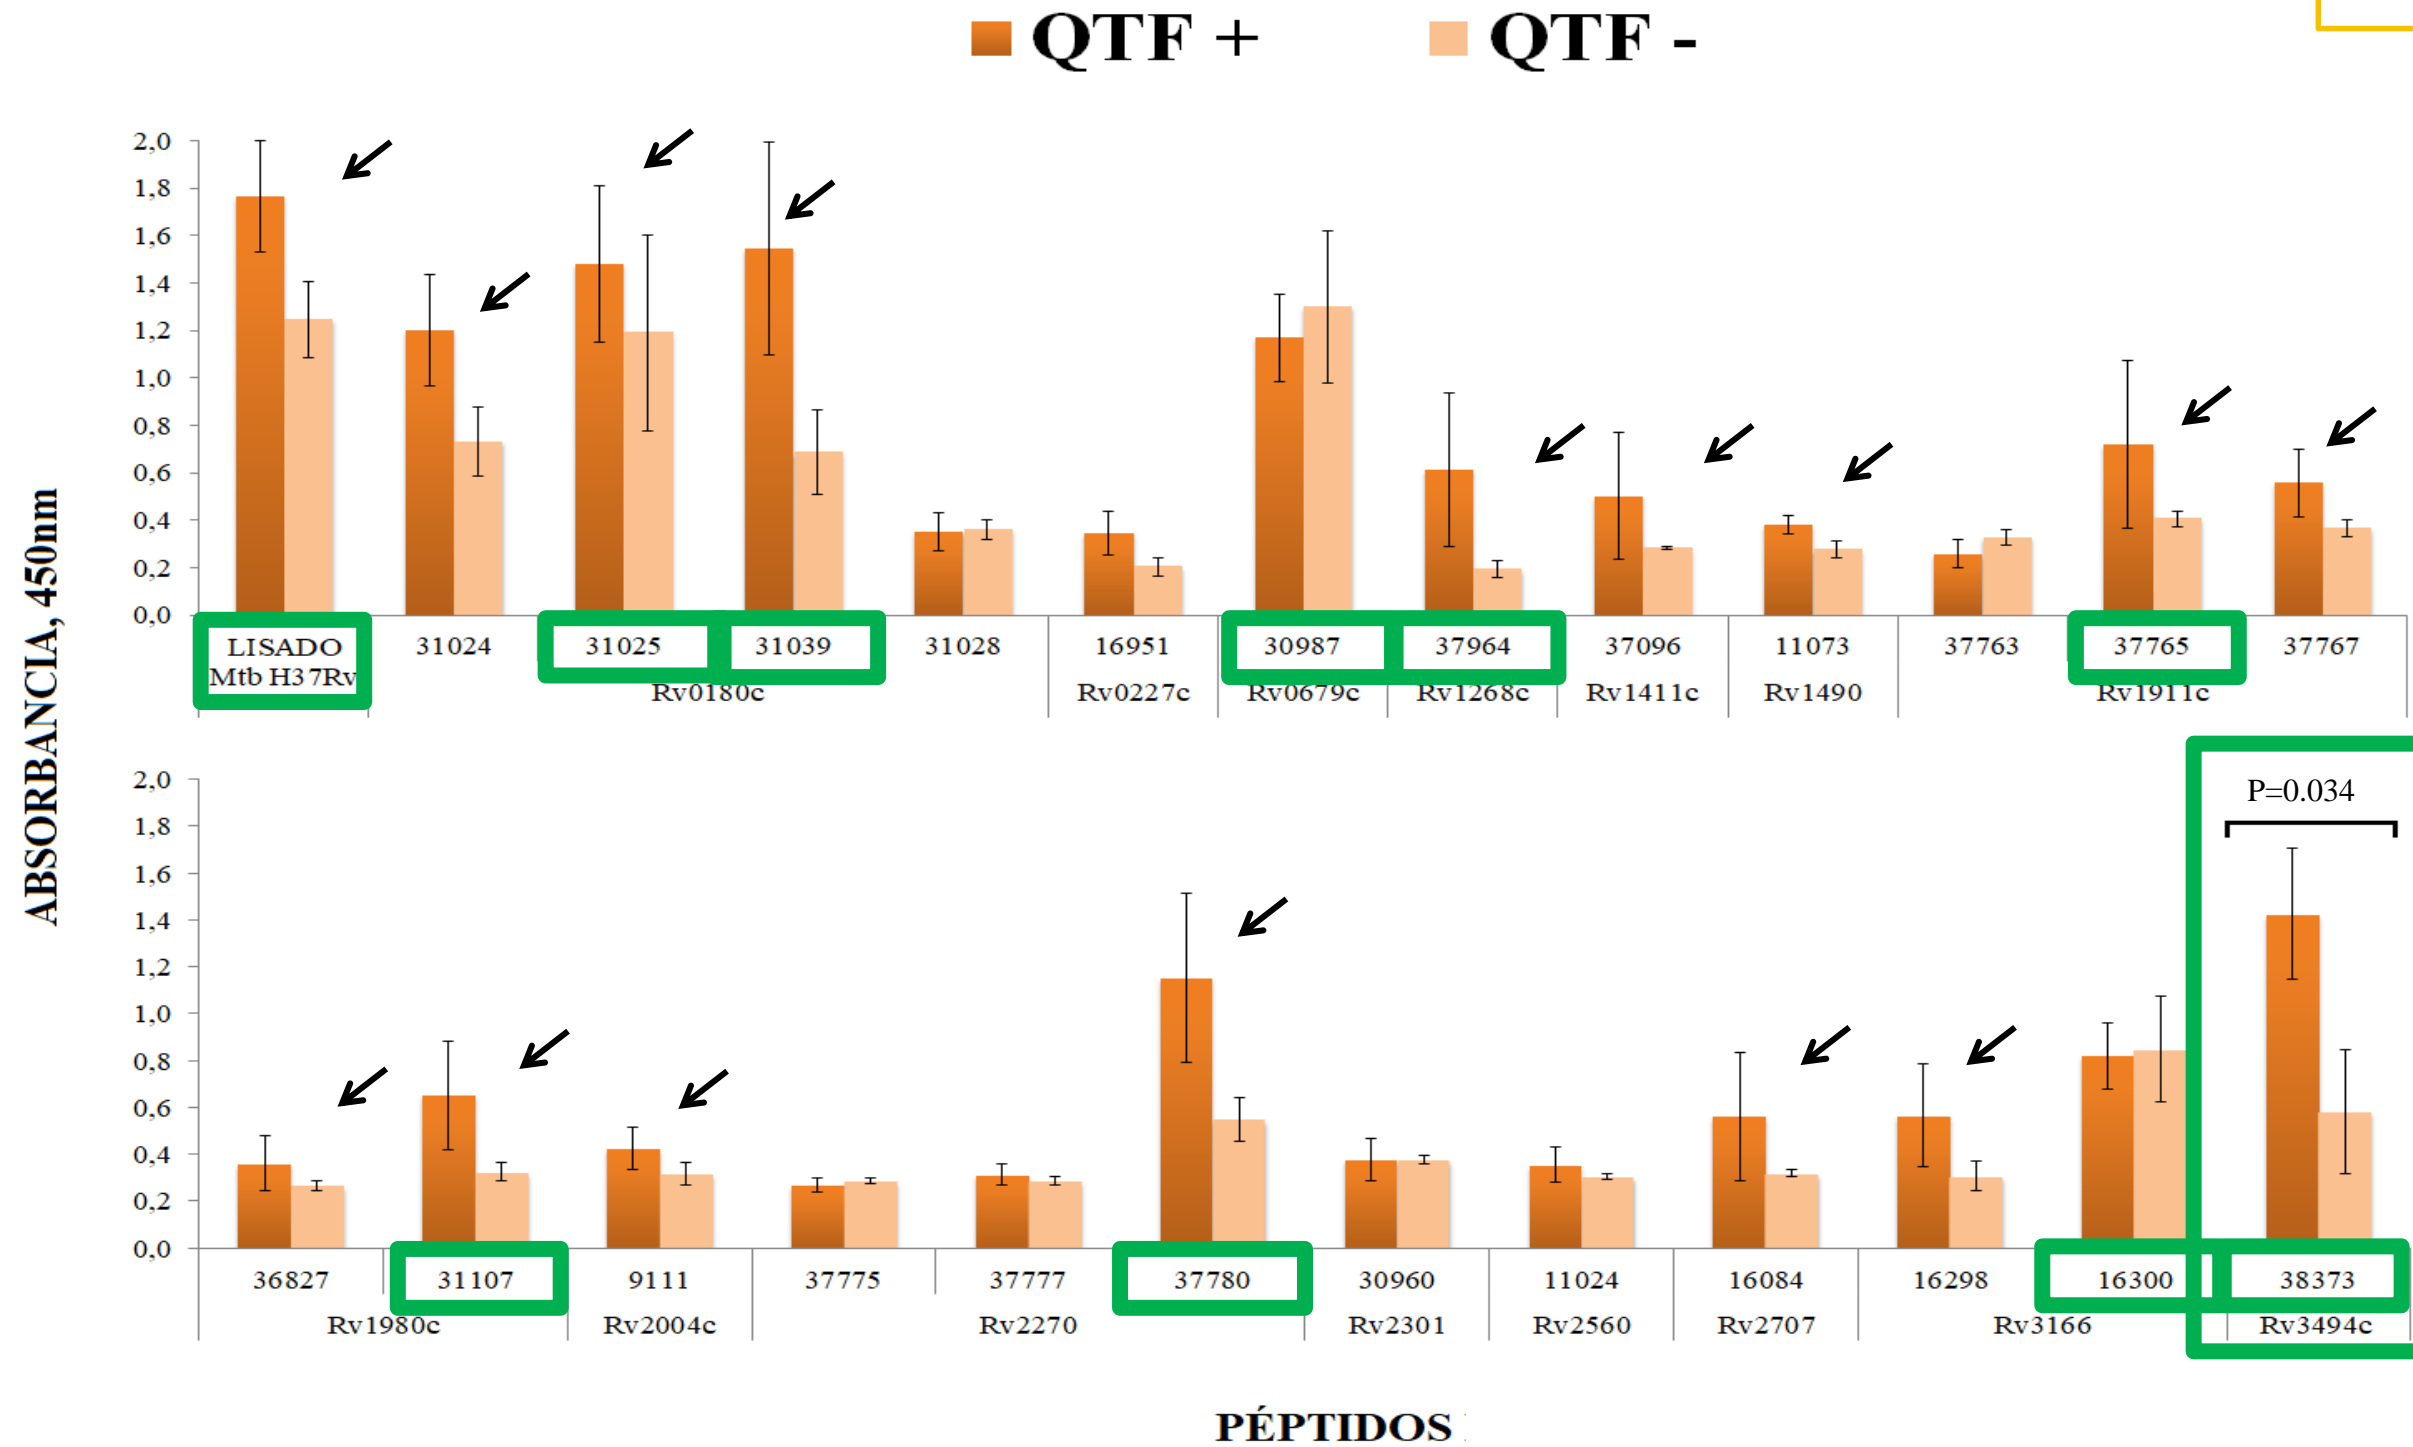 QTF + QTF -
ABSORBANCIA, 450nm
2,0
1,8
1,6
1,4
1,2
1,0
0,8
0,6
0,4
0,2
0,0
LISADO 31024 31025 31039 31028 16951 30987 37964 37096 11073 37763 37765 37767
Mtb H37Rv
Rv0180c Rv0227c Rv0679c Rv1268c Rv1411c Rv1490 Rv1911c
2,0
1,8
1,6
1,4
1,2
1,0
0,8
0,6
0,4
0,2
0,0
P=0.034
36827 31107 9111 37775 37777 37780 30960 11024 16084 16298 16300 38373
Rv1980c Rv2004c Rv2270 Rv2301 Rv2560 Rv2707 Rv3166 Rv3494c
PÉPTIDOS